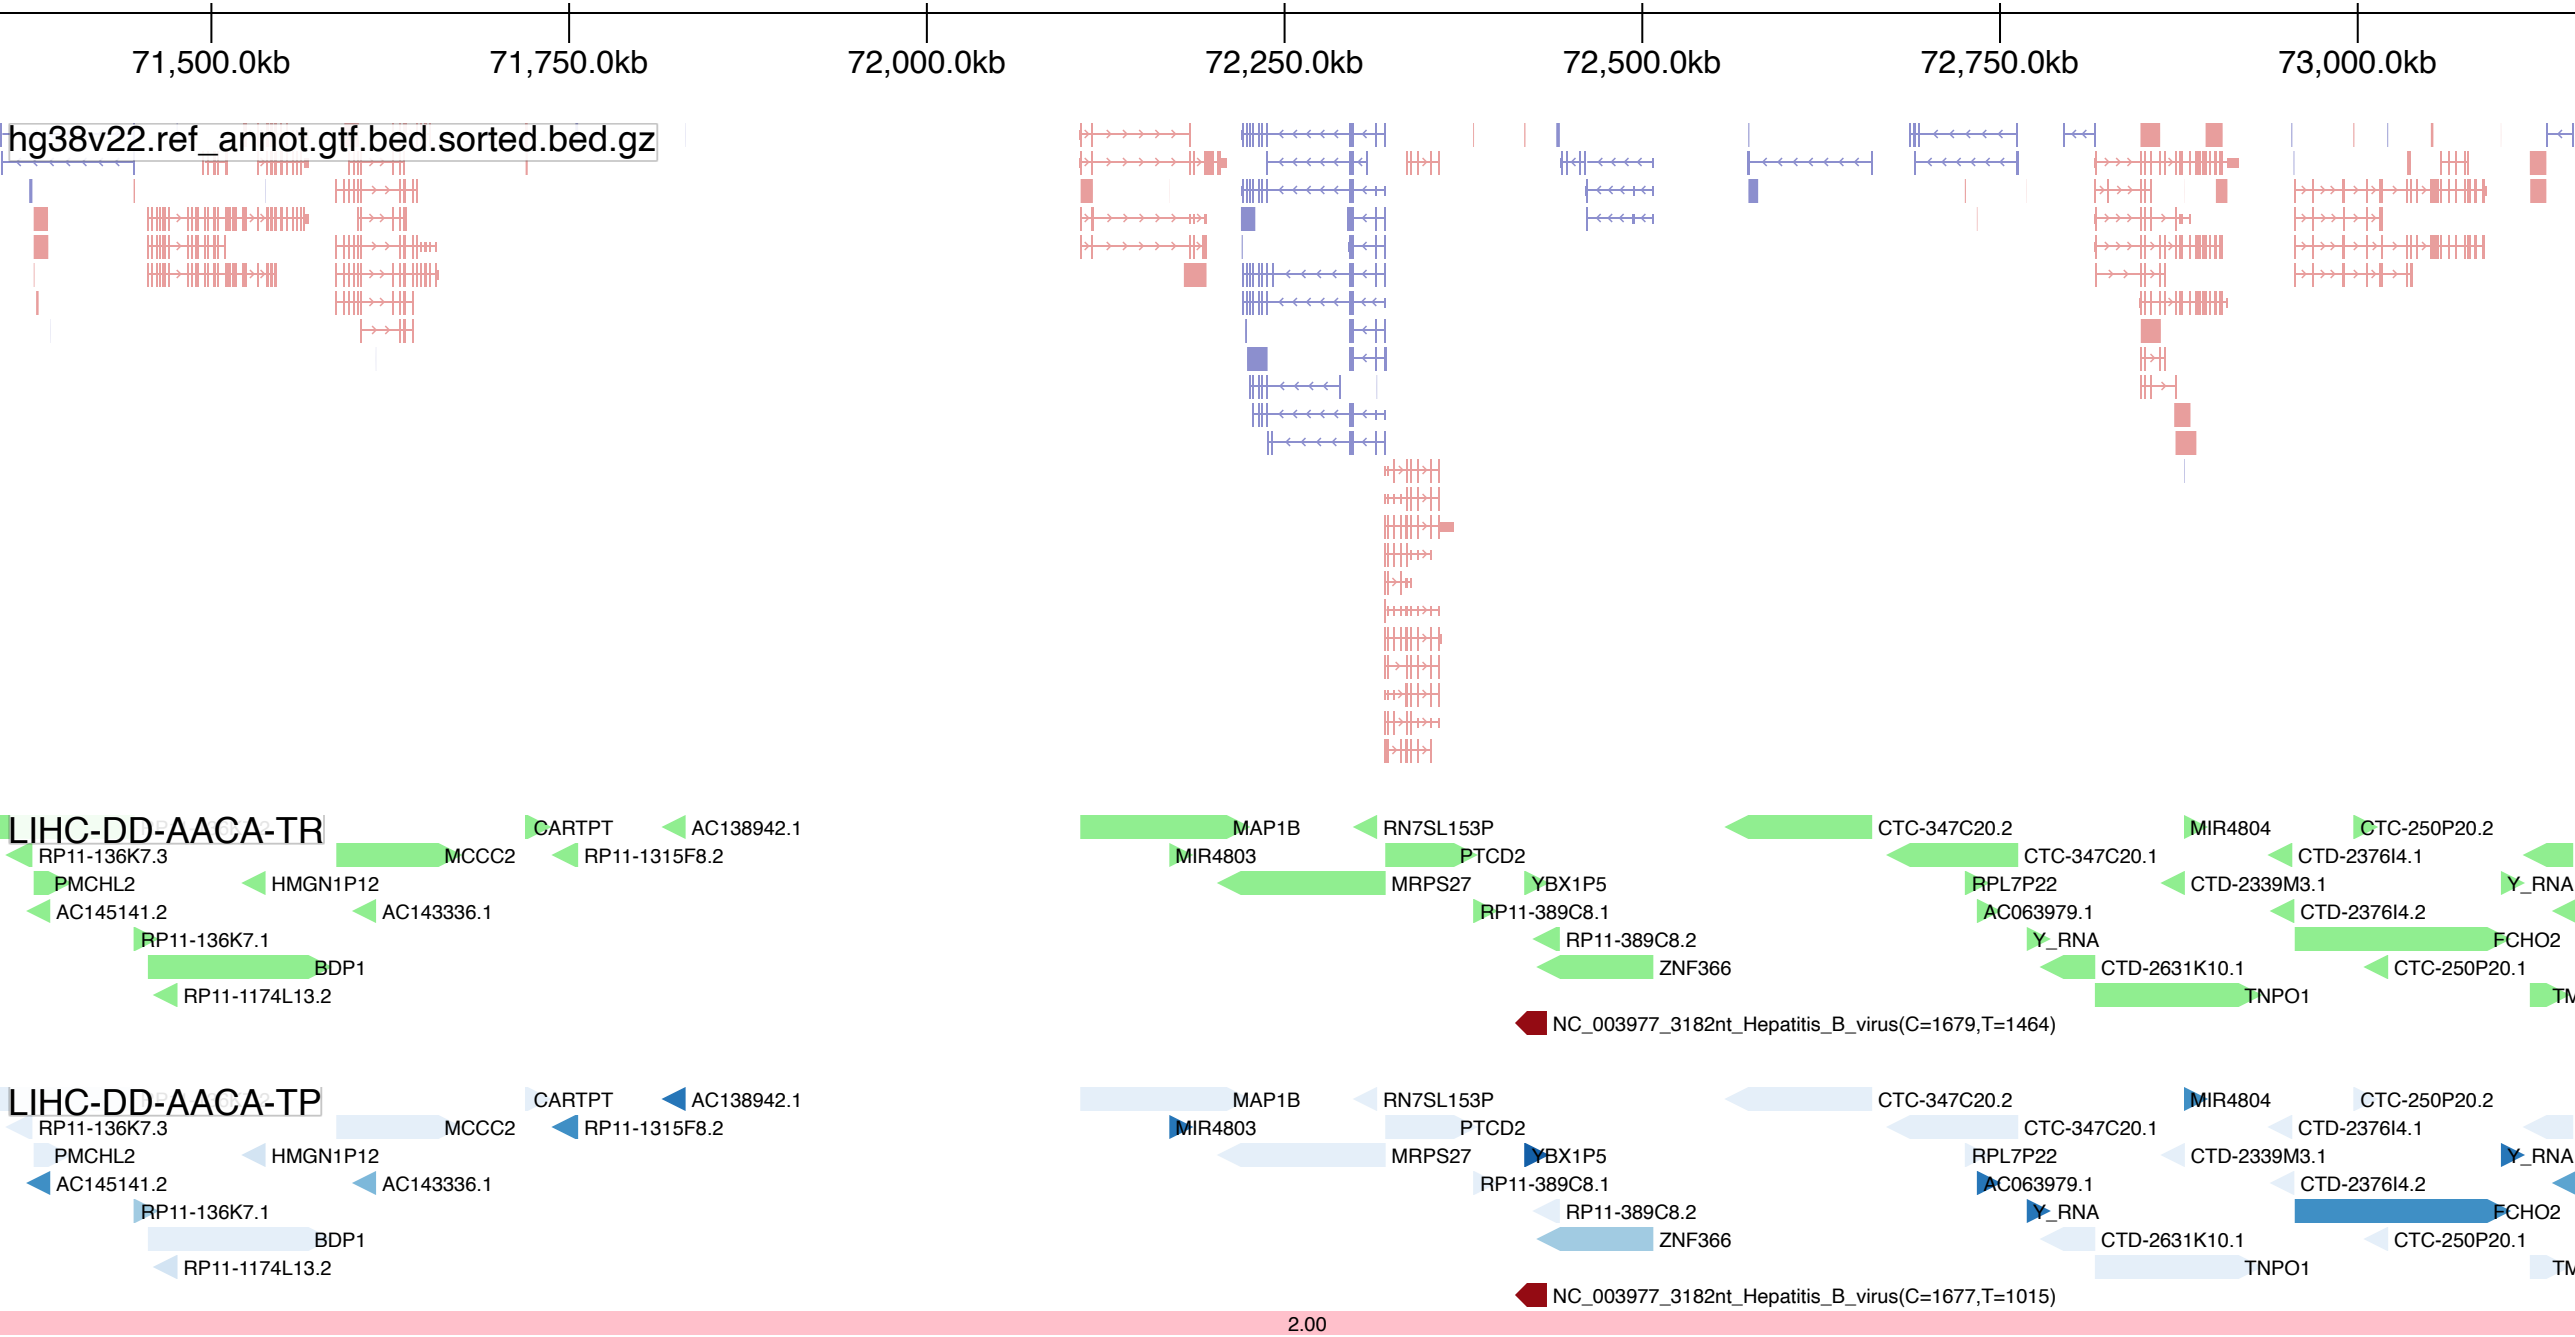 71,500.0kb 71,750.0kb 72,000.0kb 72,250.0kb 72,500.0kb 72,750.0kb 73,000.0kb
hg38v22.ref_annot.gtf.bed.sorted.bed.gz
LIHC-DD-AACA-TR CARTPT AC138942.1 MAP1B RN7SL153P CTC-347C20.2 MIR4804 CTC-250P20.2
RP11-136K7.3 MCCC2 RP11-1315F8.2 MIR4803 PTCD2 CTC-347C20.1 CTD-2376I4.1
PMCHL2 HMGN1P12 MRPS27 YBX1P5 RPL7P22 CTD-2339M3.1 Y_RNA
AC145141.2 AC143336.1 RP11-389C8.1 AC063979.1 CTD-2376I4.2
RP11-136K7.1 RP11-389C8.2 Y_RNA FCHO2
BDP1 ZNF366 CTD-2631K10.1 CTC-250P20.1
RP11-1174L13.2 TNPO1 TM
NC_003977_3182nt_Hepatitis_B_virus(C=1679,T=1464)
LIHC-DD-AACA-TP CARTPT AC138942.1 MAP1B RN7SL153P CTC-347C20.2 MIR4804 CTC-250P20.2
RP11-136K7.3 MCCC2 RP11-1315F8.2 MIR4803 PTCD2 CTC-347C20.1 CTD-2376I4.1
PMCHL2 HMGN1P12 MRPS27 YBX1P5 RPL7P22 CTD-2339M3.1 Y_RNA
AC145141.2 AC143336.1 RP11-389C8.1 AC063979.1 CTD-2376I4.2
RP11-136K7.1 RP11-389C8.2 Y_RNA FCHO2
BDP1 ZNF366 CTD-2631K10.1 CTC-250P20.1
RP11-1174L13.2 TNPO1 TM
NC_003977_3182nt_Hepatitis_B_virus(C=1677,T=1015)
2.00